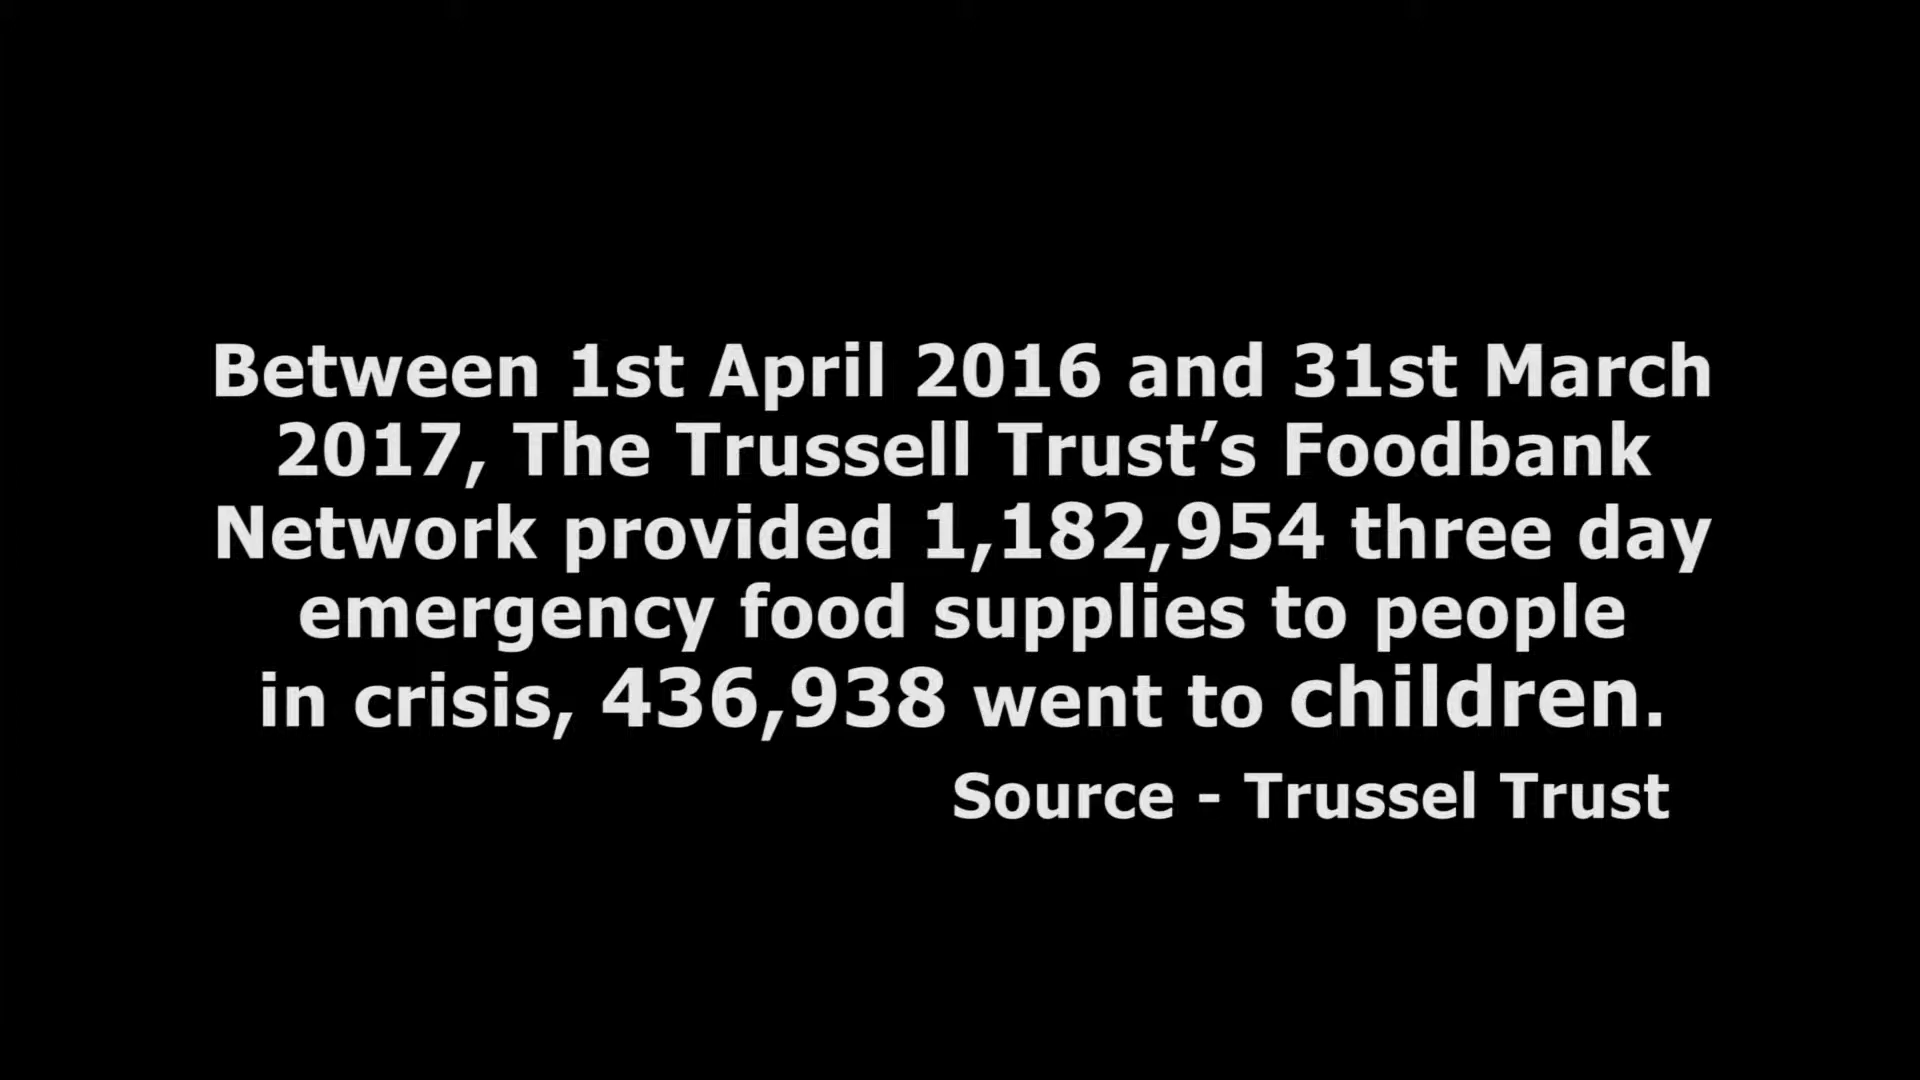 Between 1st April 2016 and 31st March
2017, The Trussell Trust’s Foodbank
Network provided 1,182,954 three day
emergency food supplies to people
in crisis, 436,938 went to children.
Source - Trussel Trust